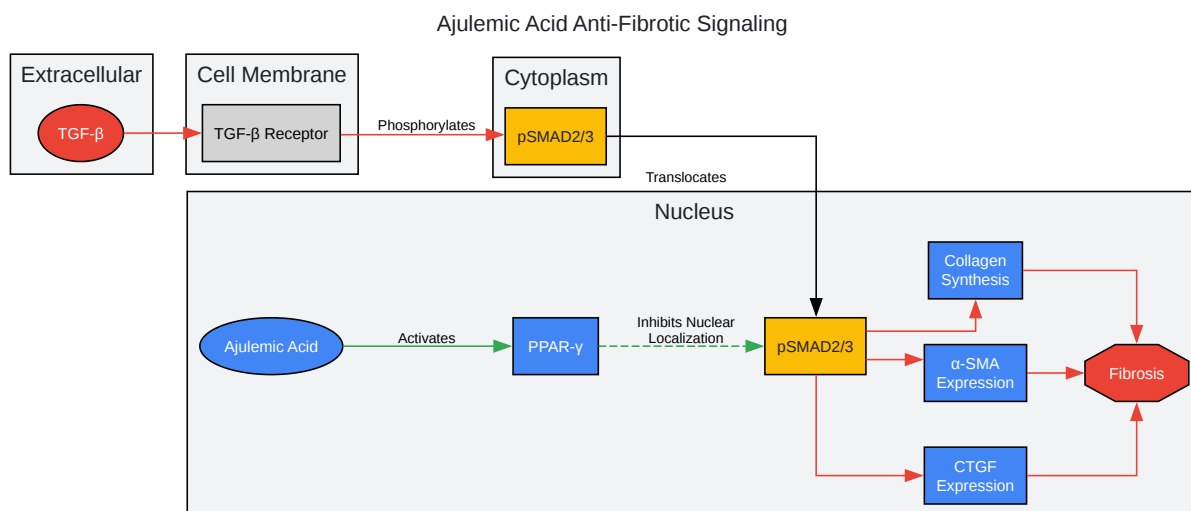 Ajulemic Acid Anti-Fibrotic Signaling
Extracellular
Cell Membrane
Cytoplasm
TGF-β
TGF-β Receptor
Phosphorylates
pSMAD2/3
Translocates
Nucleus
Collagen
Synthesis
Ajulemic Acid
Activates
PPAR-γ
Inhibits Nuclear
Localization
pSMAD2/3
α-SMA
Expression
Fibrosis
CTGF
Expression